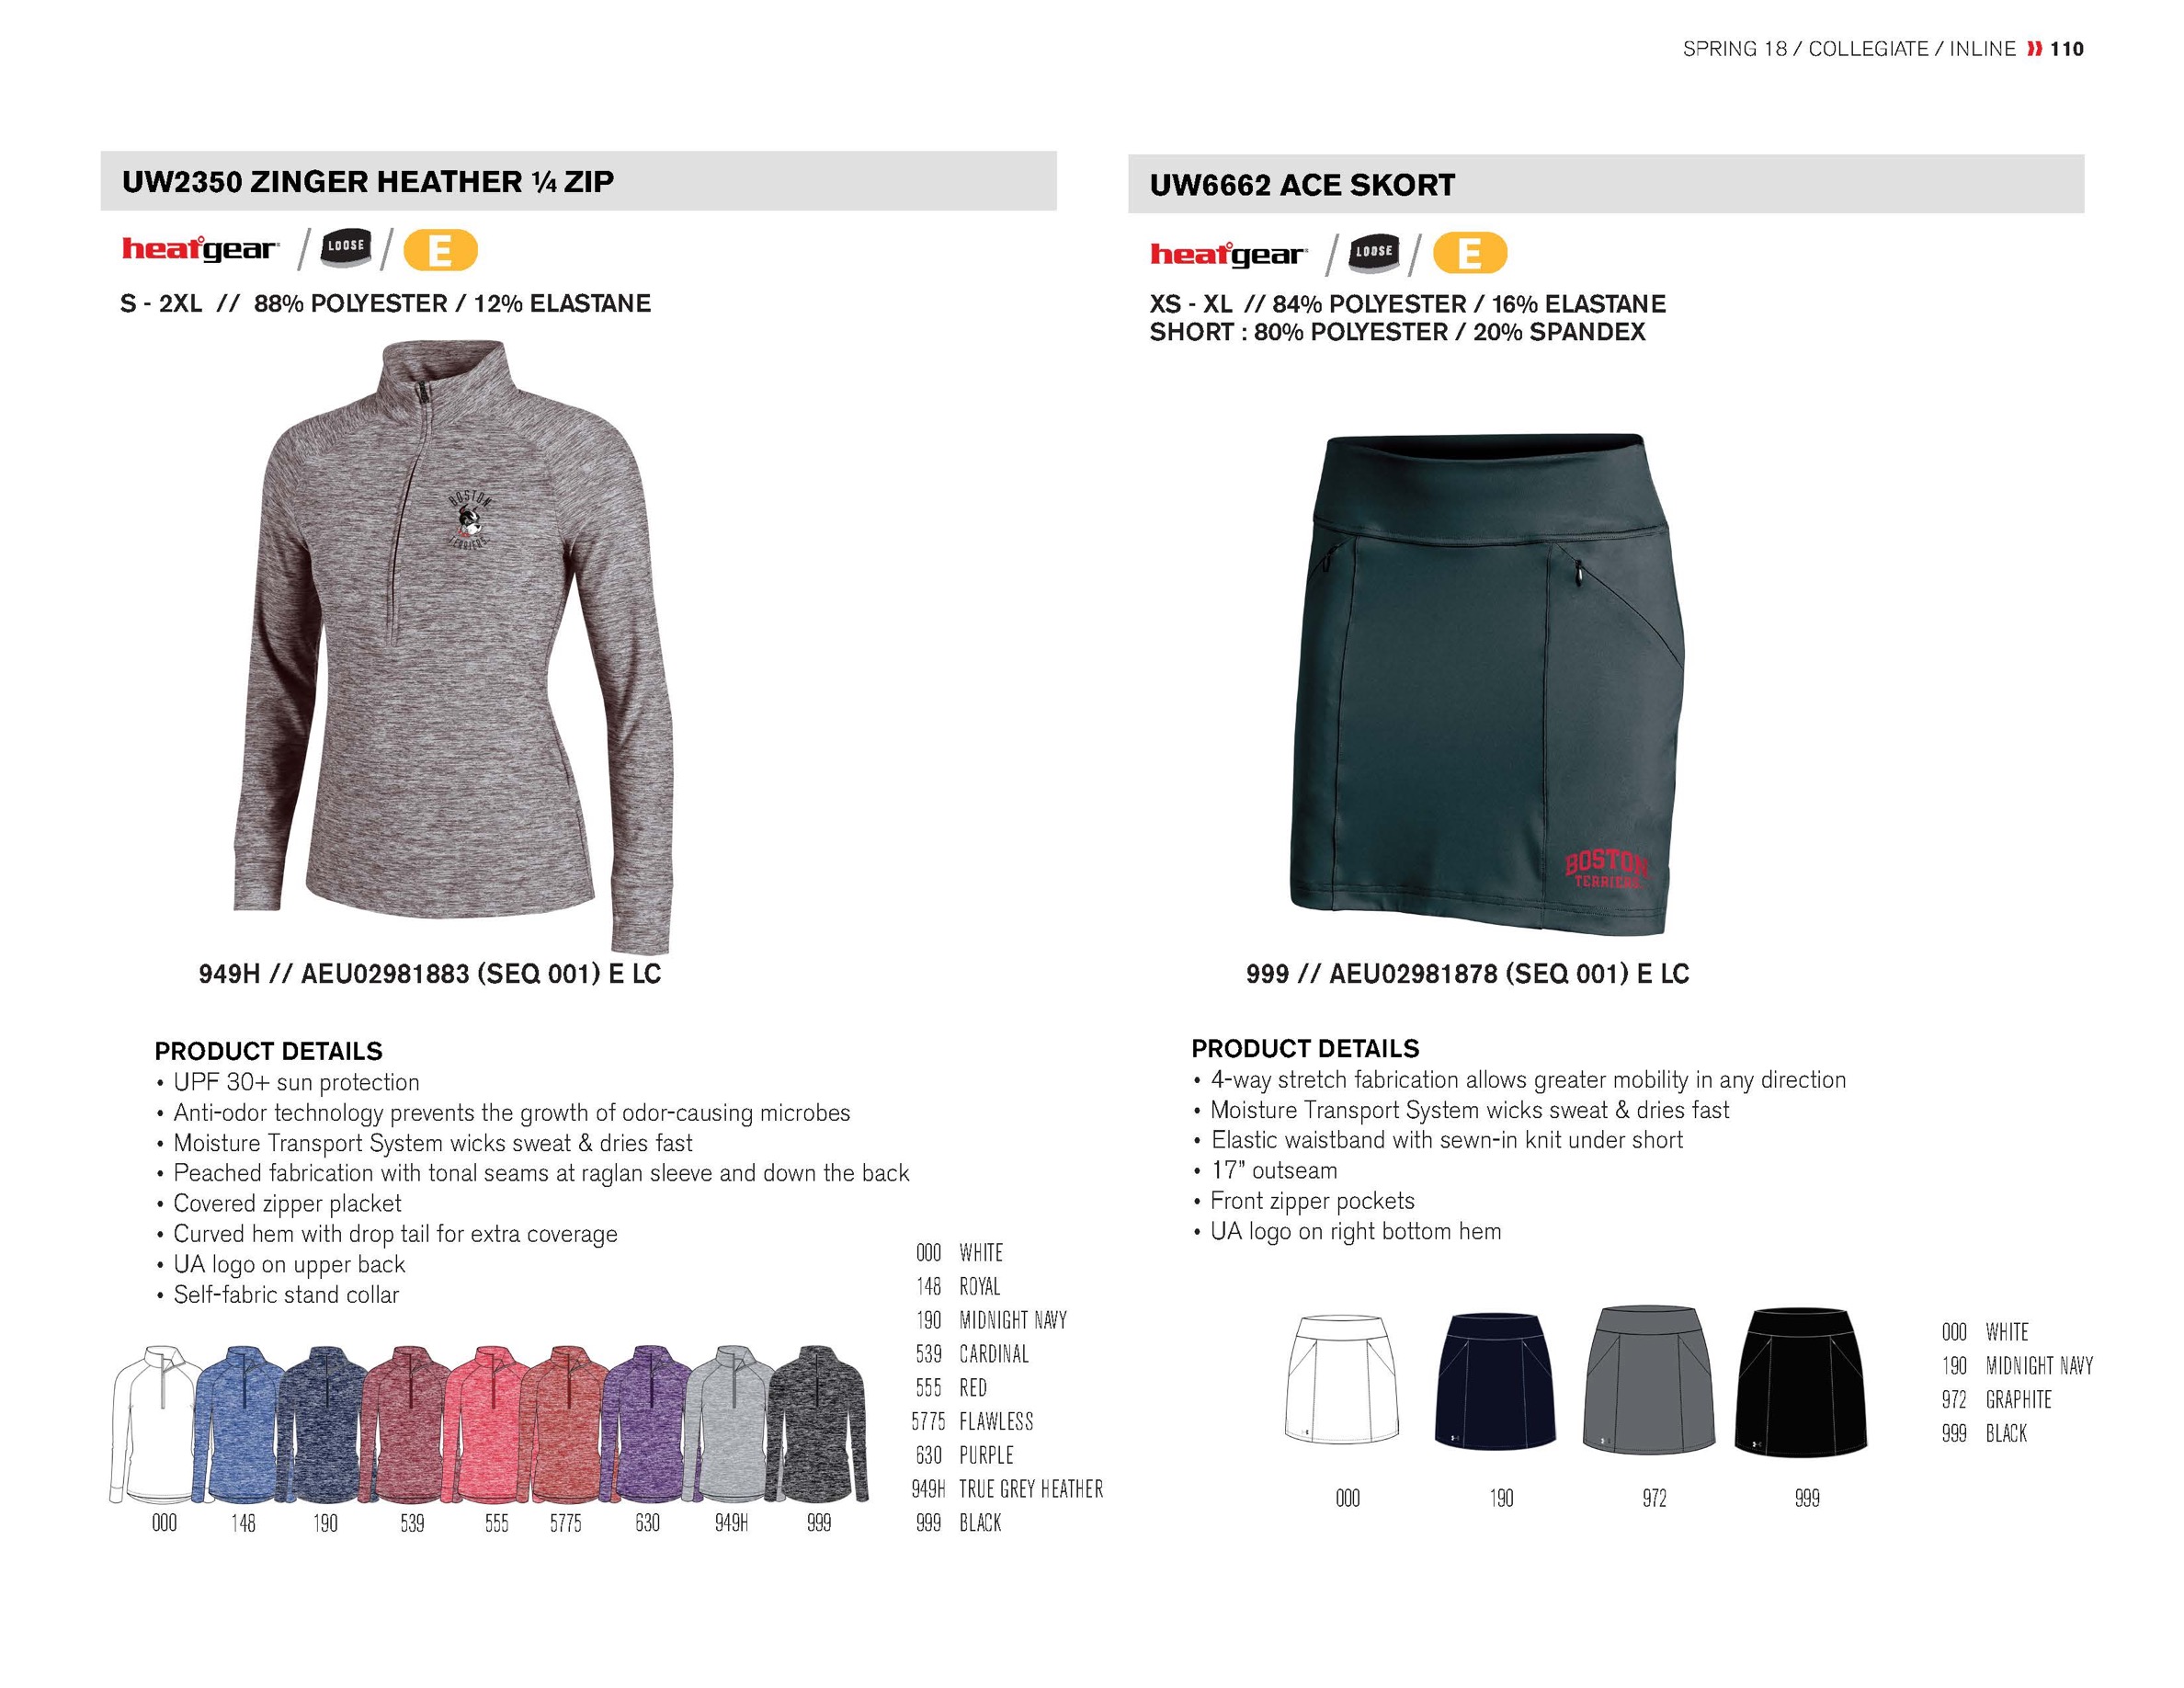 SPRING 18 / COLLEGIATE / INLINE 110
UW2350 ZINGER HEATHER ¼ ZIP
heatgear / LOOSE / E
S - 2XL // 88% POLYESTER / 12% ELASTANE
BOSTON
TERRIERS
949H // AEU02981883 (SEQ 001) E LC
PRODUCT DETAILS
• UPF 30+ sun protection
• Anti-odor technology prevents the growth of odor-causing microbes
• Moisture Transport System wicks sweat & dries fast
• Peached fabrication with tonal seams at raglan sleeve and down the back
• Covered zipper placket
• Curved hem with drop tail for extra coverage
• UA logo on upper back
• Self-fabric stand collar
000 148 190 539 555 5775 630 949H 999
000 WHITE
148 ROYAL
190 MIDNIGHT NAVY
539 CARDINAL
555 RED
5775 FLAWLESS
630 PURPLE
949H TRUE GREY HEATHER
999 BLACK
UW6662 ACE SKORT
heatgear / LOOSE / E
XS - XL // 84% POLYESTER / 16% ELASTANE
SHORT : 80% POLYESTER / 20% SPANDEX
BOSTON
TERRIERS
999 // AEU02981878 (SEQ 001) E LC
PRODUCT DETAILS
• 4-way stretch fabrication allows greater mobility in any direction
• Moisture Transport System wicks sweat & dries fast
• Elastic waistband with sewn-in knit under short
• 17" outseam
• Front zipper pockets
• UA logo on right bottom hem
000 190 972 999
000 WHITE
190 MIDNIGHT NAVY
972 GRAPHITE
999 BLACK